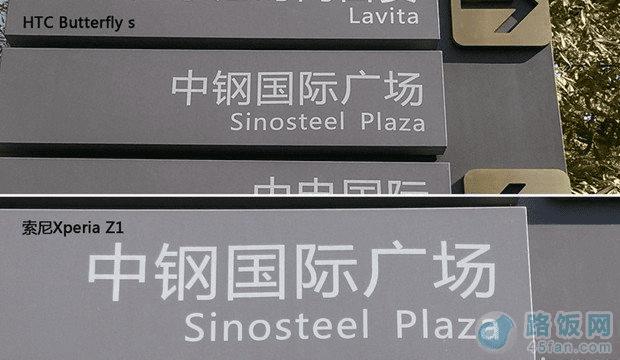 Lavita
HTC Butterfly s
中钢国际广场
Sinosteel Plaza
索尼Xperia Z1
中钢国际广场
Sinosteel Plaza
路饭网
45fan.com